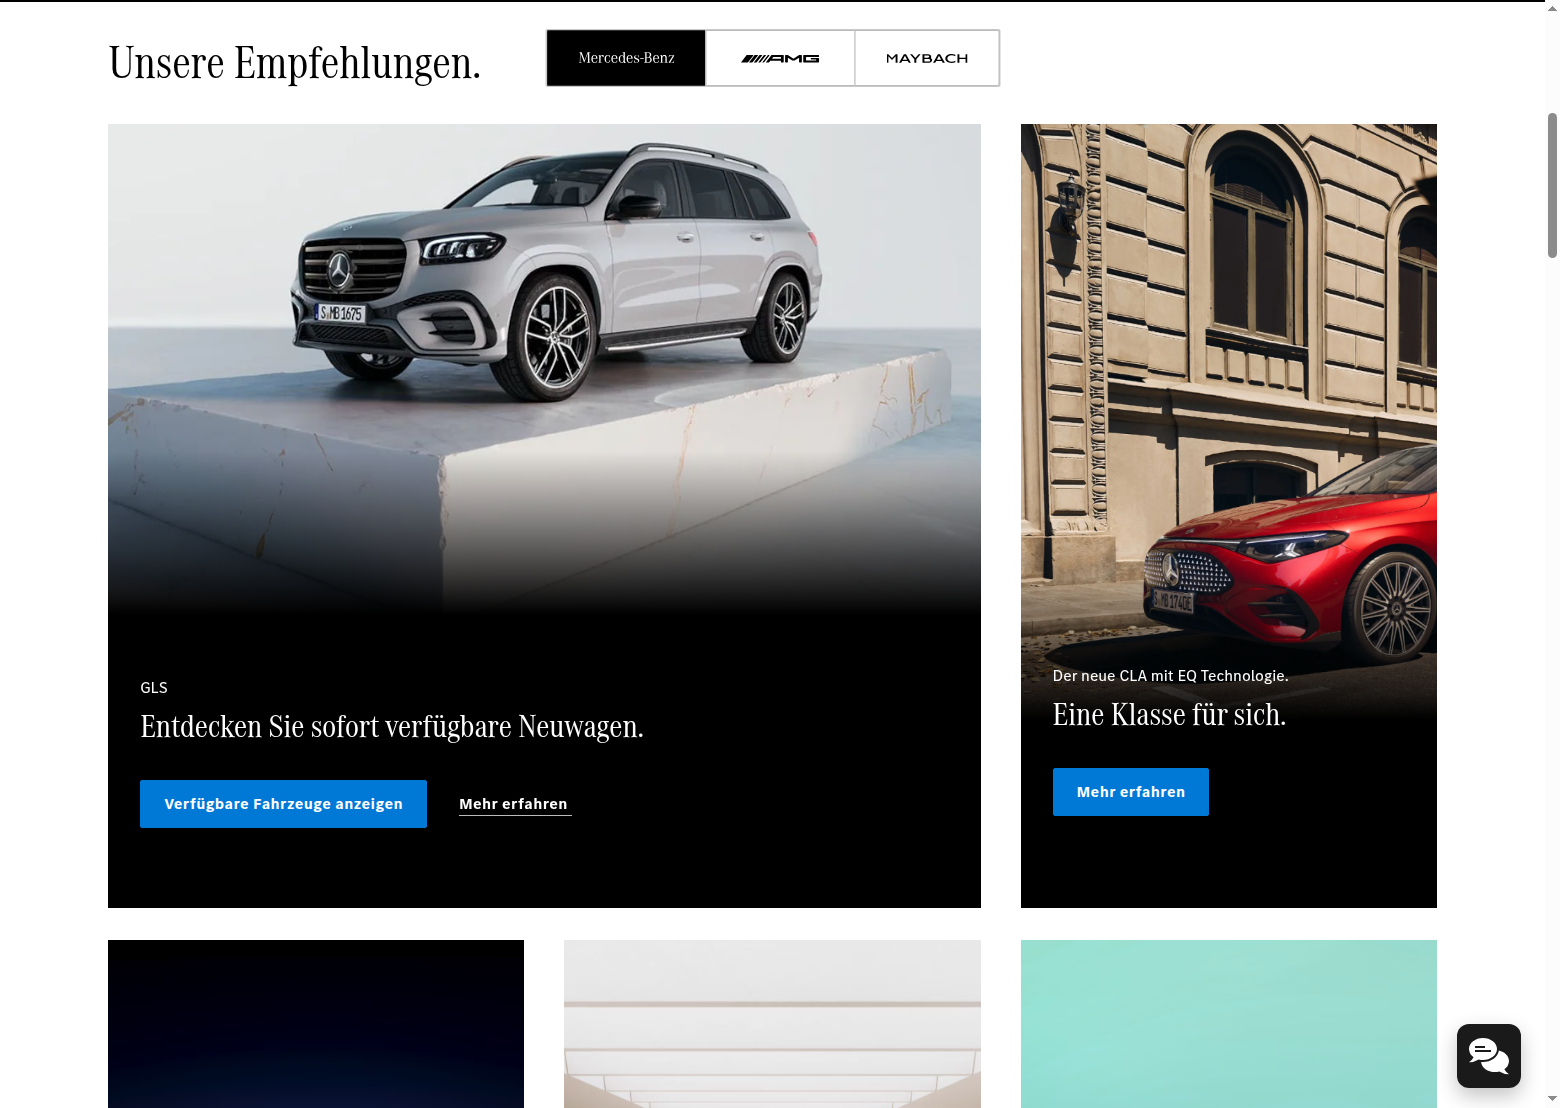 Unsere Empfehlungen.
Mercedes-Benz
AMG
MAYBACH
S MB 1675
S MB 1740E
GLS
Entdecken Sie sofort verfügbare Neuwagen.
Verfügbare Fahrzeuge anzeigen
Mehr erfahren
Der neue CLA mit EQ Technologie.
Eine Klasse für sich.
Mehr erfahren